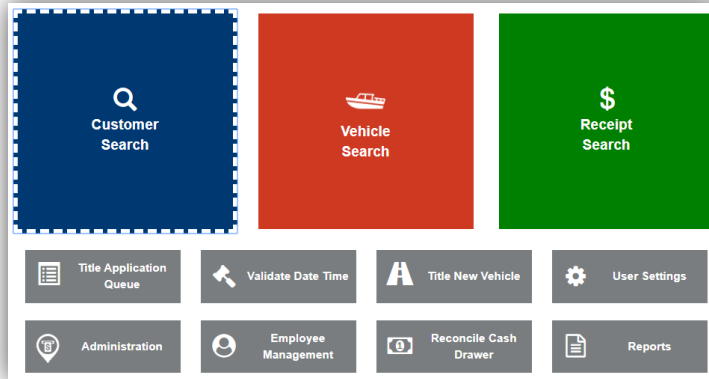 Customer
Search
Vehicle
Search
$
Receipt
Search
Title Application
Queue
Validate Date Time
Title New Vehicle
User Settings
Administration
Employee
Management
1
Reconcile Cash
Drawer
Reports